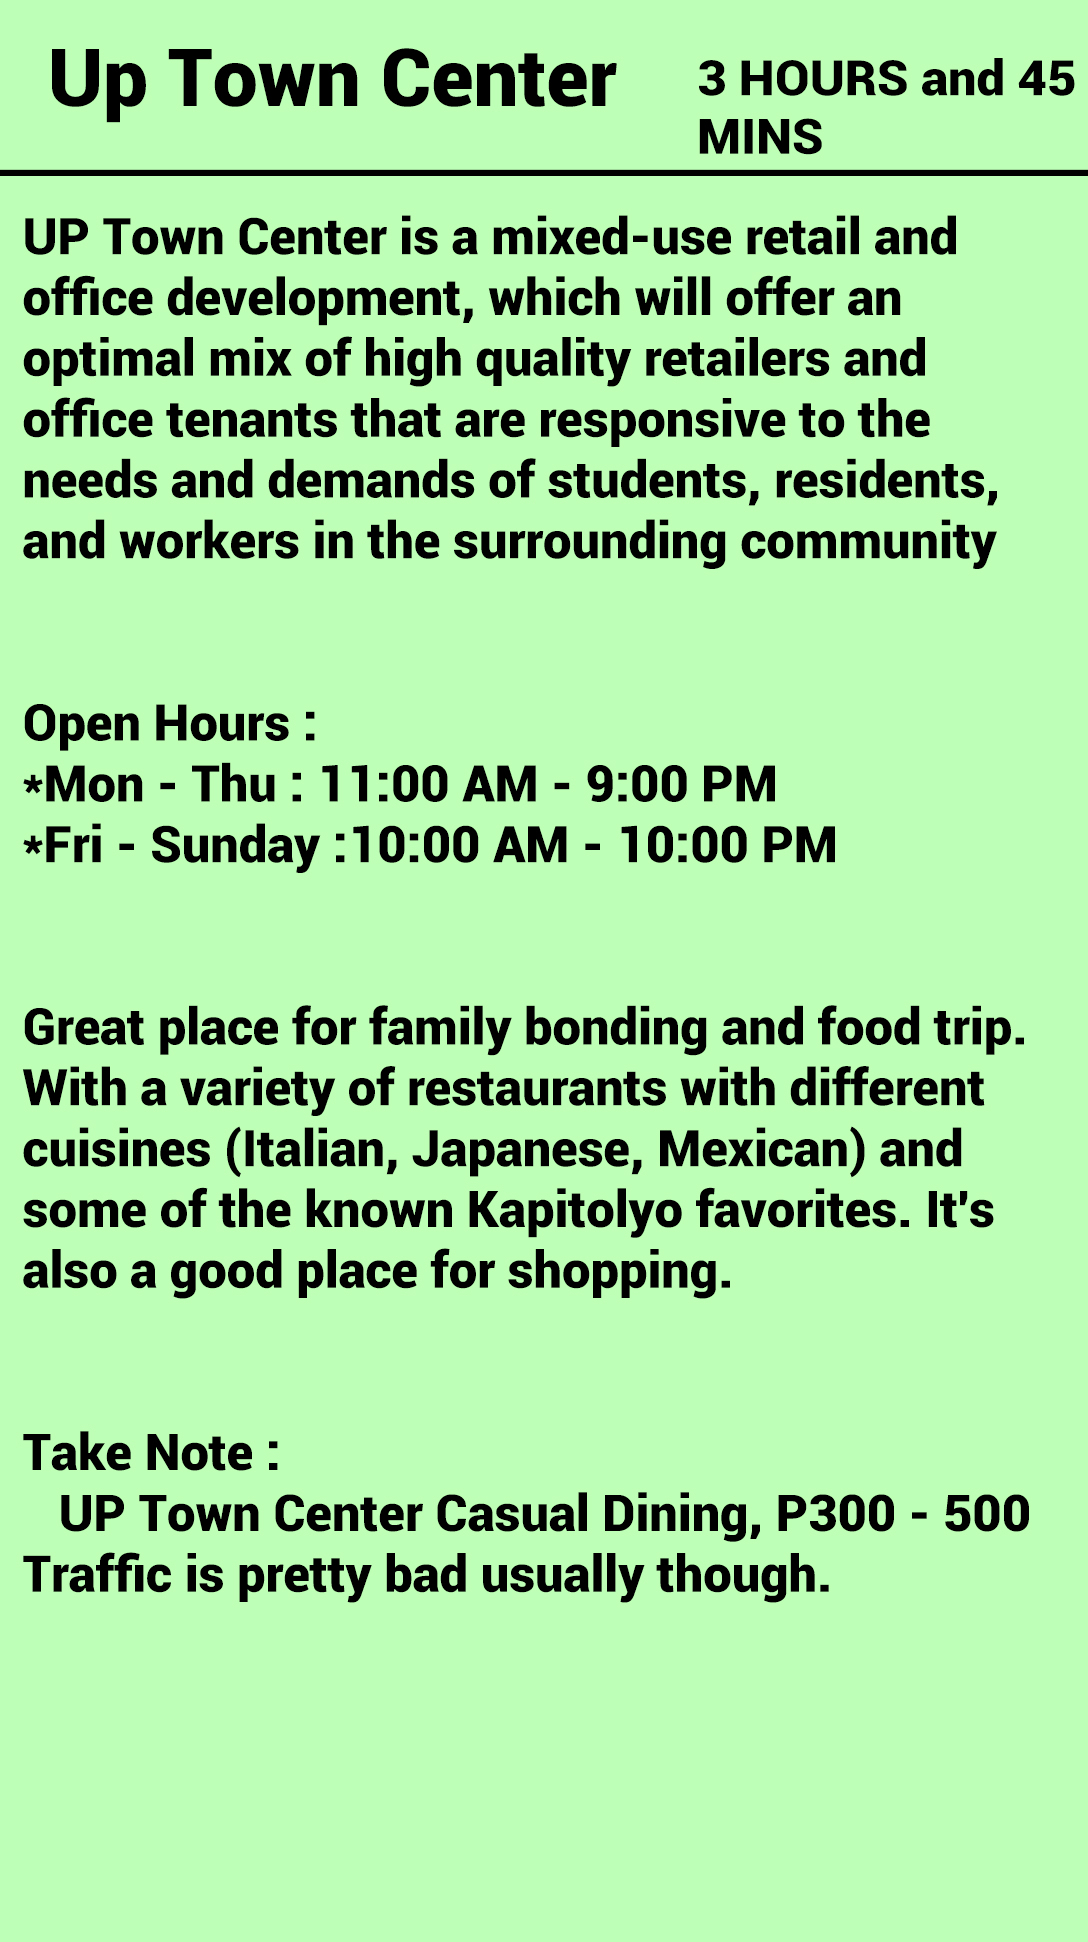 Up Town Center
3 HOURS and 45
MINS
UP Town Center is a mixed-use retail and
office development, which will offer an
optimal mix of high quality retailers and
office tenants that are responsive to the
needs and demands of students, residents,
and workers in the surrounding community
Open Hours :
*Mon - Thu : 11:00 AM - 9:00 PM
*Fri - Sunday :10:00 AM - 10:00 PM
Great place for family bonding and food trip.
With a variety of restaurants with different
cuisines (Italian, Japanese, Mexican) and
some of the known Kapitolyo favorites. It's
also a good place for shopping.
Take Note :
UP Town Center Casual Dining, P300 - 500
Traffic is pretty bad usually though.